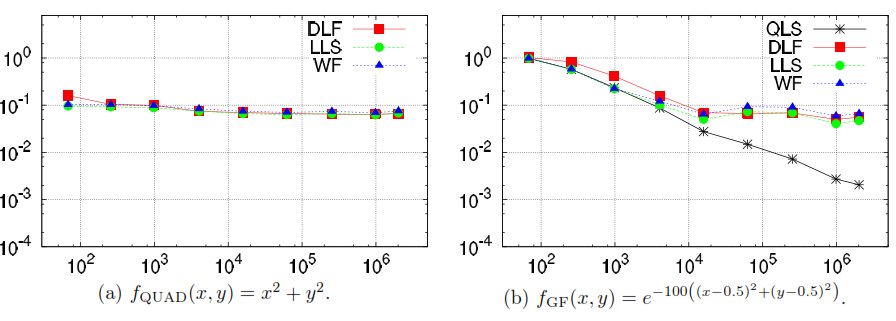 DLF
LLS
WF
10^0
10^-1
10^-2
10^-3
10^-4
10^2 10^3 10^4 10^5 10^6
(a) f_QUAD(x, y) = x^2 + y^2.
QLS
DLF
LLS
WF
10^0
10^-1
10^-2
10^-3
10^-4
10^2 10^3 10^4 10^5 10^6
(b) f_GF(x, y) = e^{-100((x-0.5)^2+(y-0.5)^2)}.